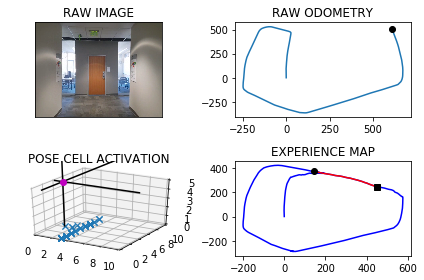 RAW IMAGE
RAW ODOMETRY
500
250
0
−250
−250 0 250 500
POSE CELL ACTIVATION
5
4
3
2
1
0
0 2 4 6 8 10
0 2 4 6 8 10
EXPERIENCE MAP
400
200
0
−200
−200 0 200 400 600